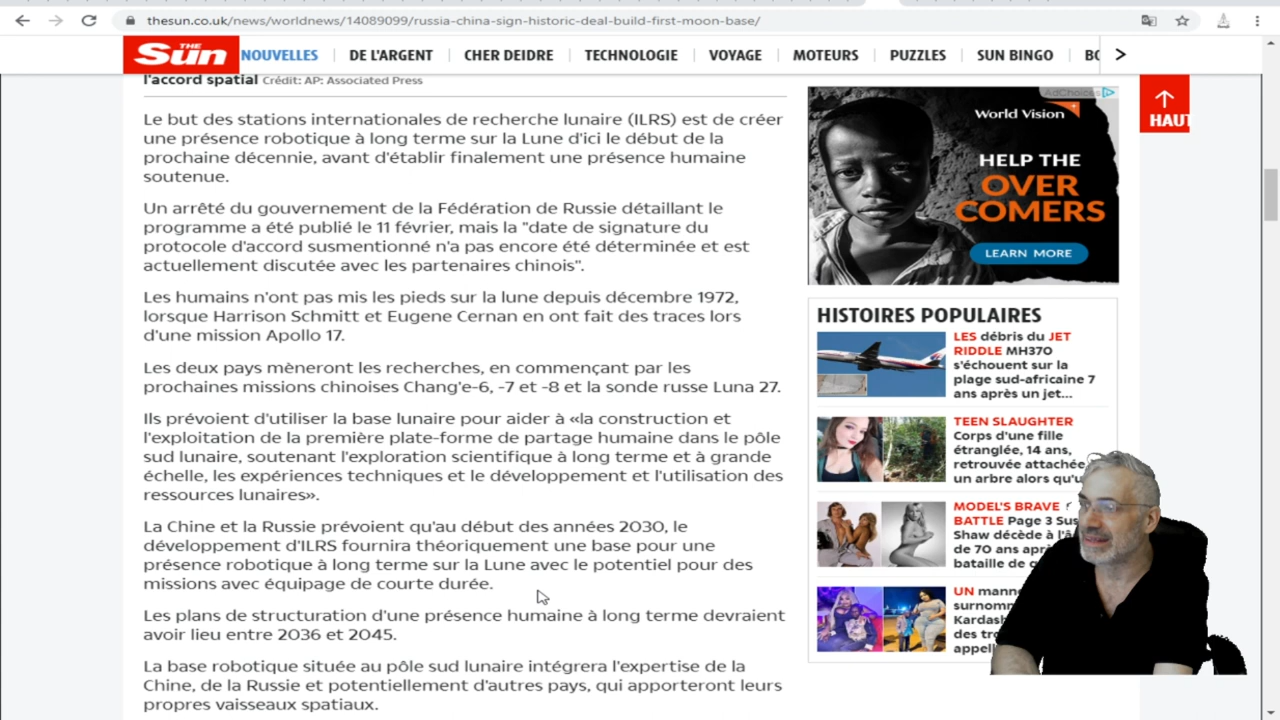 thesun.co.uk/news/worldnews/14089099/russia-china-sign-historic-deal-build-first-moon-base/
THE
Sun
NOUVELLES
DE L'ARGENT
CHER DEIDRE
TECHNOLOGIE
VOYAGE
MOTEURS
PUZZLES
SUN BINGO
BO
l'accord spatial Crédit: AP: Associated Press
Le but des stations internationales de recherche lunaire (ILRS) est de créer
une présence robotique à long terme sur la Lune d'ici le début de la
prochaine décennie, avant d'établir finalement une présence humaine
soutenue.
Un arrêté du gouvernement de la Fédération de Russie détaillant le
programme a été publié le 11 février, mais la "date de signature du
protocole d'accord susmentionné n'a pas encore été déterminée et est
actuellement discutée avec les partenaires chinois".
Les humains n'ont pas mis les pieds sur la lune depuis décembre 1972,
lorsque Harrison Schmitt et Eugene Cernan en ont fait des traces lors
d'une mission Apollo 17.
Les deux pays mèneront les recherches, en commençant par les
prochaines missions chinoises Chang'e-6, -7 et -8 et la sonde russe Luna 27.
Ils prévoient d'utiliser la base lunaire pour aider à «la construction et
l'exploitation de la première plate-forme de partage humaine dans le pôle
sud lunaire, soutenant l'exploration scientifique à long terme et à grande
échelle, les expériences techniques et le développement et l'utilisation des
ressources lunaires».
La Chine et la Russie prévoient qu'au début des années 2030, le
développement d'ILRS fournira théoriquement une base pour une
présence robotique à long terme sur la Lune avec le potentiel pour des
missions avec équipage de courte durée.
Les plans de structuration d'une présence humaine à long terme devraient
avoir lieu entre 2036 et 2045.
La base robotique située au pôle sud lunaire intégrera l'expertise de la
Chine, de la Russie et potentiellement d'autres pays, qui apporteront leurs
propres vaisseaux spatiaux.
AdChoices
World Vision
HELP THE
OVER
COMERS
LEARN MORE
HAUT
HISTOIRES POPULAIRES
LES débris du JET
RIDDLE MH370
s'échouent sur la
plage sud-africaine 7
ans après un jet...
TEEN SLAUGHTER
Corps d'une fille
étranglée, 14 ans,
retrouvée attachée
un arbre alors qu'u
MODEL'S BRAVE
BATTLE Page 3 Sus
Shaw décède à l'â
de 70 ans apr
bataille de
UN mann
surnomm
Kardash
des tro
appel